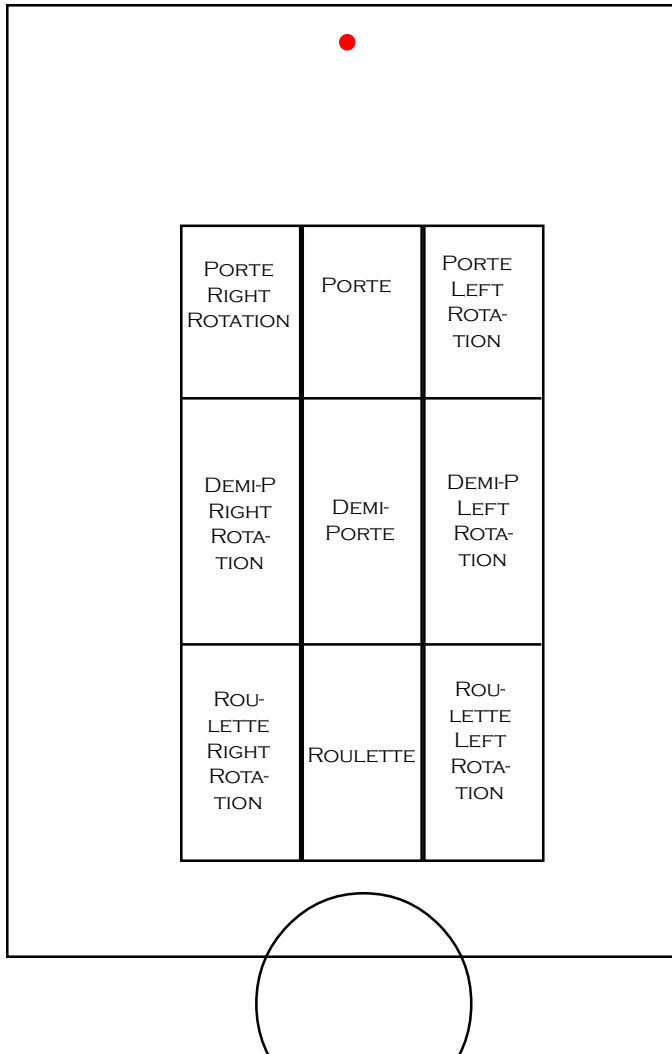 PORTE
RIGHT
ROTATION
PORTE
PORTE
LEFT
ROTA-
TION
DEMI-P
RIGHT
ROTA-
TION
DEMI-
PORTE
DEMI-P
LEFT
ROTA-
TION
ROU-
LETTE
RIGHT
ROTA-
TION
ROULETTE
ROU-
LETTE
LEFT
ROTA-
TION